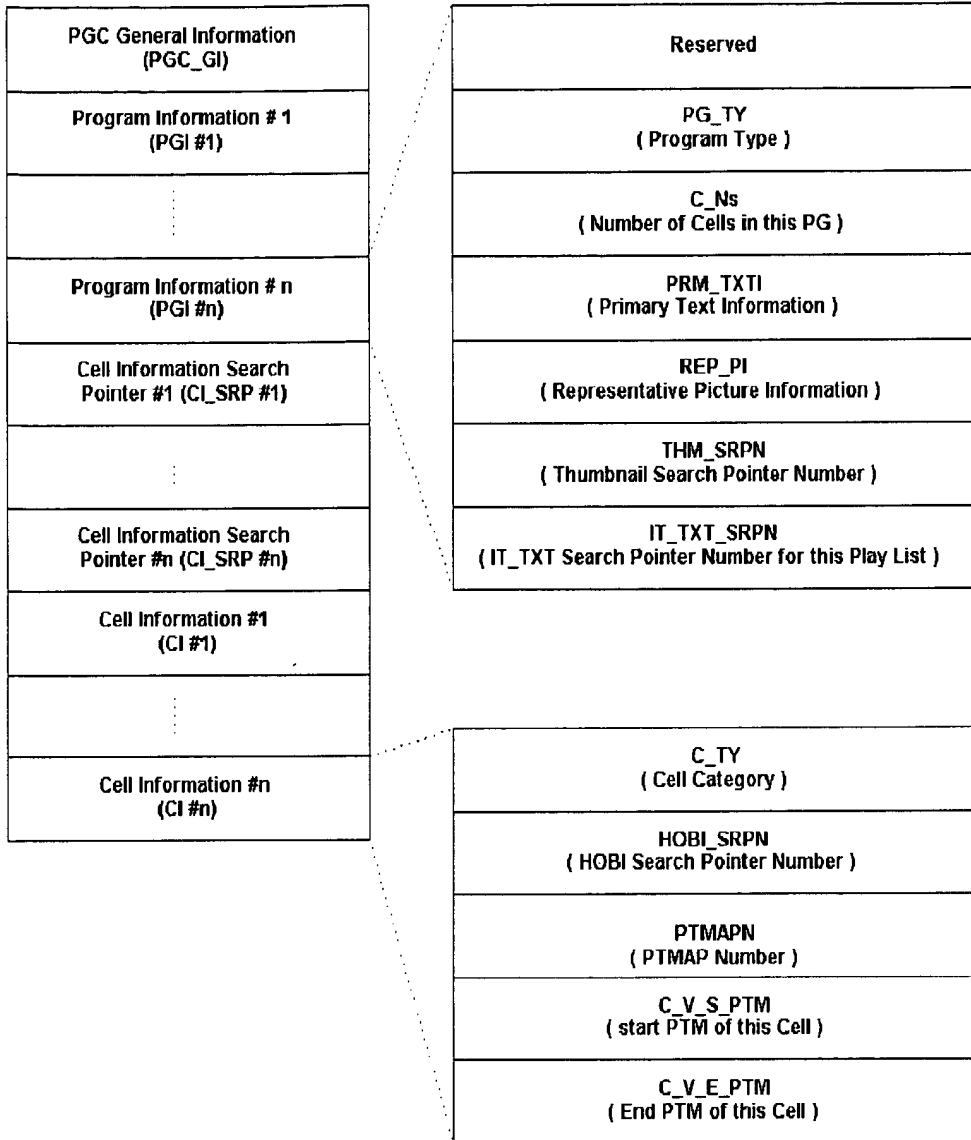 PGC General Information
(PGC_GI)
Program Information # 1
(PGI #1)
Program Information # n
(PGI #n)
Cell Information Search
Pointer #1 (CI_SRP #1)
Cell Information Search
Pointer #n (CI_SRP #n)
Cell Information #1
(CI #1)
Cell Information #n
(CI #n)
Reserved
PG_TY
( Program Type )
C_Ns
( Number of Cells in this PG )
PRM_TXTI
( Primary Text Information )
REP_PI
( Representative Picture Information )
THM_SRPN
( Thumbnail Search Pointer Number )
IT_TXT_SRPN
( IT_TXT Search Pointer Number for this Play List )
C_TY
( Cell Category )
HOBI_SRPN
( HOBI Search Pointer Number )
PTMAPN
( PTMAP Number )
C_V_S_PTM
( start PTM of this Cell )
C_V_E_PTM
( End PTM of this Cell )